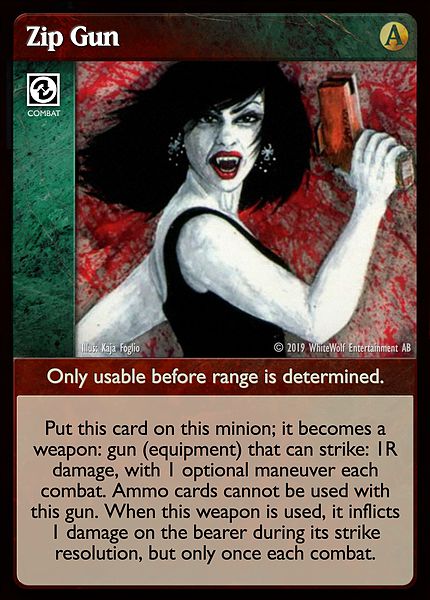 Zip Gun
A
COMBAT
Illus: Kaja Foglio
© 2019 WhiteWolf Entertainment AB
Only usable before range is determined.
Put this card on this minion; it becomes a
weapon: gun (equipment) that can strike: 1R
damage, with 1 optional maneuver each
combat. Ammo cards cannot be used with
this gun. When this weapon is used, it inflicts
1 damage on the bearer during its strike
resolution, but only once each combat.